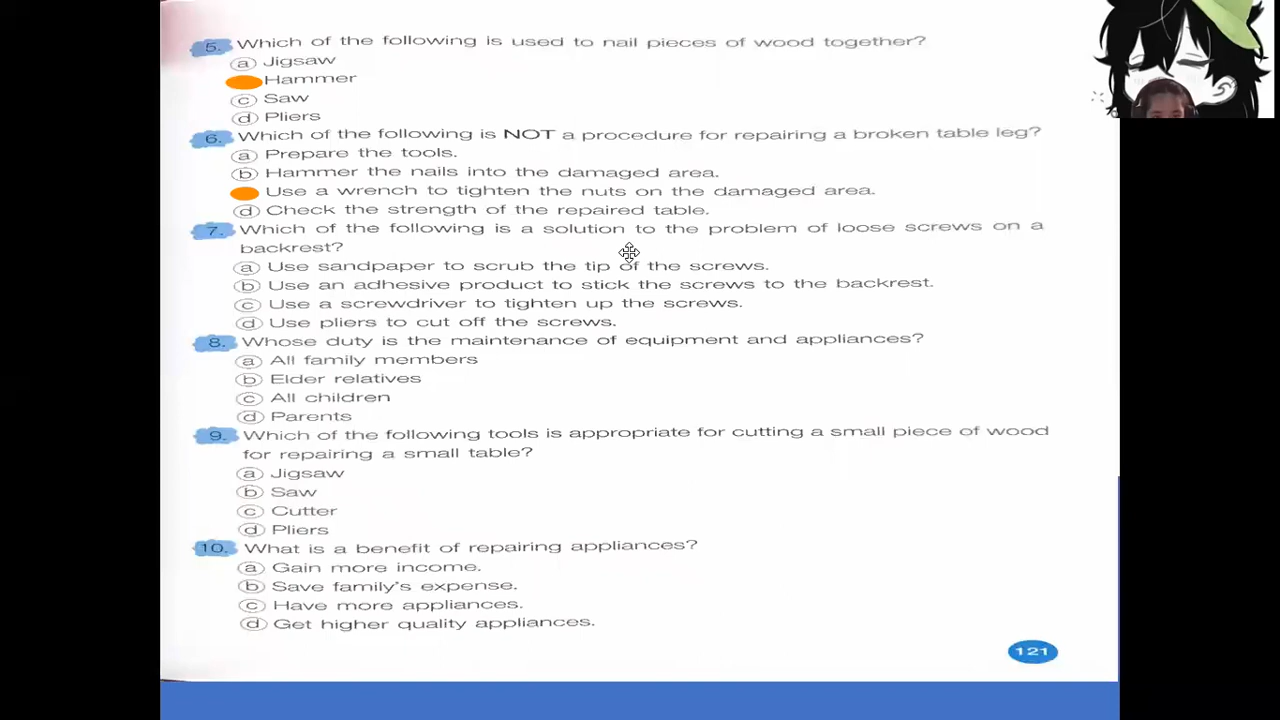 5. Which of the following is used to nail pieces of wood together?
a Jigsaw
Hammer
c Saw
d Pliers
6. Which of the following is NOT a procedure for repairing a broken table leg?
a Prepare the tools.
b Hammer the nails into the damaged area.
Use a wrench to tighten the nuts on the damaged area.
d Check the strength of the repaired table.
7. Which of the following is a solution to the problem of loose screws on a
backrest?
a Use sandpaper to scrub the tip of the screws.
b Use an adhesive product to stick the screws to the backrest.
c Use a screwdriver to tighten up the screws.
d Use pliers to cut off the screws.
8. Whose duty is the maintenance of equipment and appliances?
a All family members
b Elder relatives
c All children
d Parents
9. Which of the following tools is appropriate for cutting a small piece of wood
for repairing a small table?
a Jigsaw
b Saw
c Cutter
d Pliers
10. What is a benefit of repairing appliances?
a Gain more income.
b Save family's expense.
c Have more appliances.
d Get higher quality appliances.
121